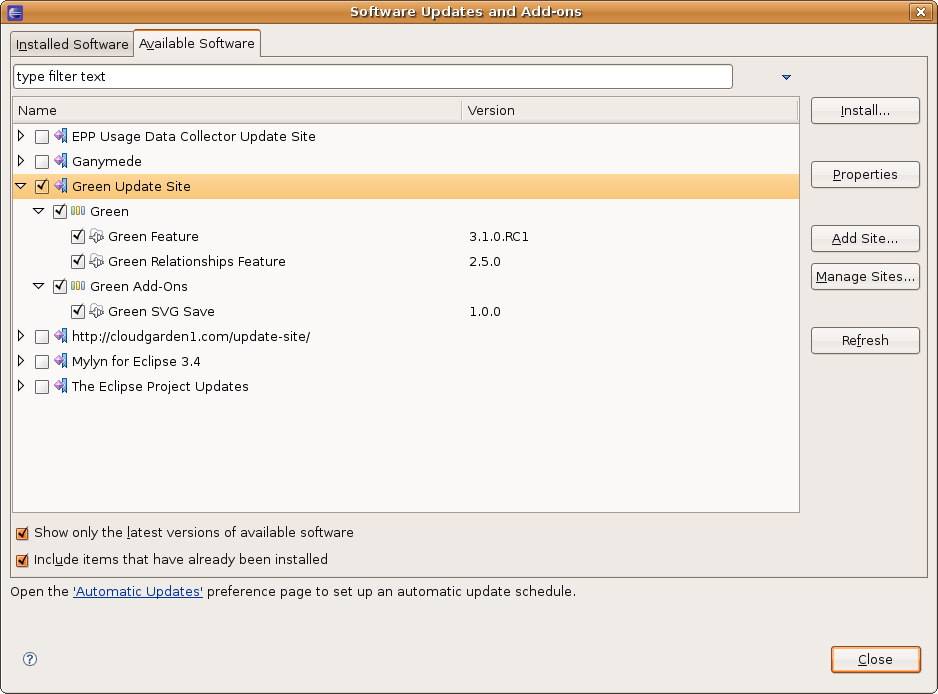 Software Updates and Add-ons
Installed Software Available Software
type filter text
Name Version
Install...
EPP Usage Data Collector Update Site
Ganymede
Properties
Green Update Site
Green
Green Feature 3.1.0.RC1
Add Site...
Green Relationships Feature 2.5.0
Manage Sites...
Green Add-Ons
Green SVG Save 1.0.0
http://cloudgarden1.com/update-site/
Refresh
Mylyn for Eclipse 3.4
The Eclipse Project Updates
Show only the latest versions of available software
Include items that have already been installed
Open the 'Automatic Updates' preference page to set up an automatic update schedule.
?
Close